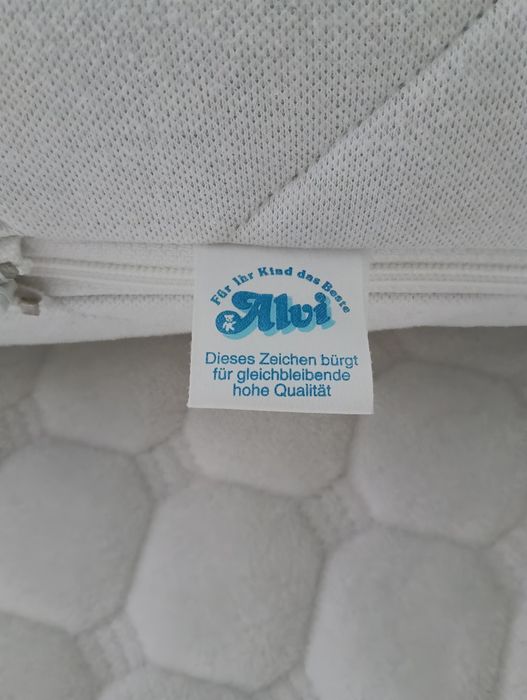 Für Ihr Kind das Beste
Alvi
Dieses Zeichen bürgt
für gleichbleibende
hohe Qualität